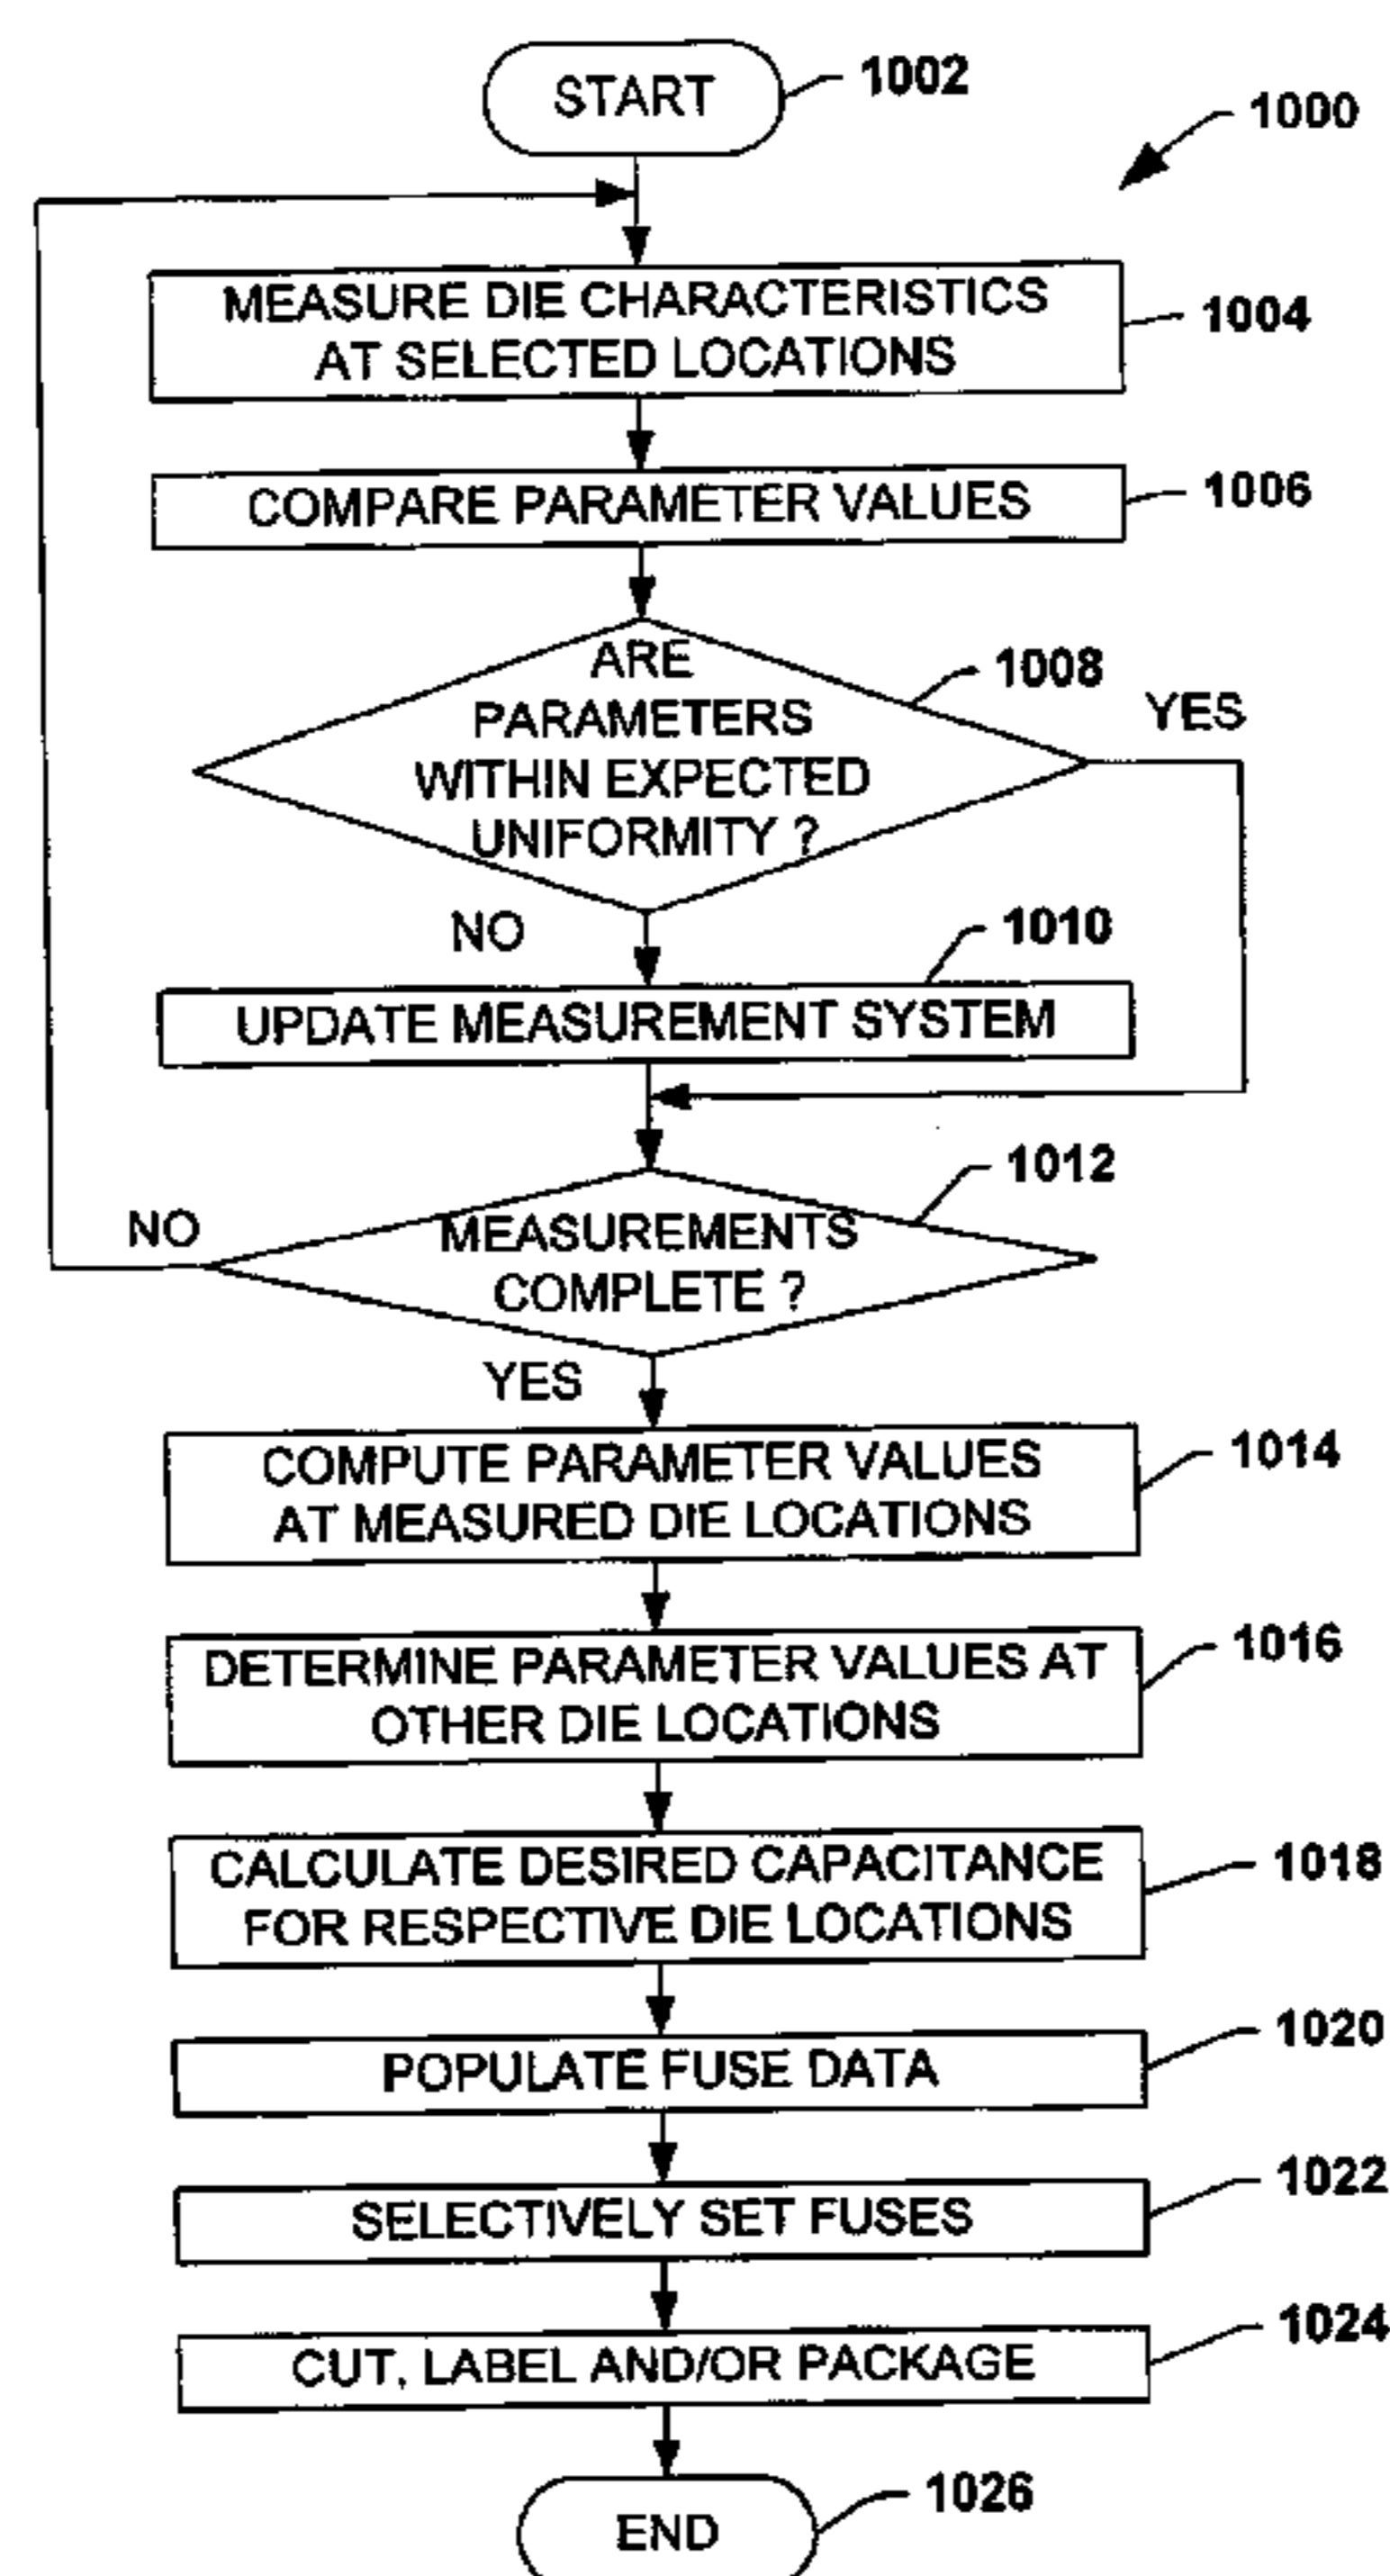 START
1002
1000
MEASURE DIE CHARACTERISTICS
AT SELECTED LOCATIONS
1004
COMPARE PARAMETER VALUES
1006
ARE
PARAMETERS
WITHIN EXPECTED
UNIFORMITY ?
1008
YES
NO
1010
UPDATE MEASUREMENT SYSTEM
1012
NO
MEASUREMENTS
COMPLETE ?
YES
COMPUTE PARAMETER VALUES
AT MEASURED DIE LOCATIONS
1014
DETERMINE PARAMETER VALUES AT
OTHER DIE LOCATIONS
1016
CALCULATE DESIRED CAPACITANCE
FOR RESPECTIVE DIE LOCATIONS
1018
POPULATE FUSE DATA
1020
SELECTIVELY SET FUSES
1022
CUT, LABEL AND/OR PACKAGE
1024
END
1026